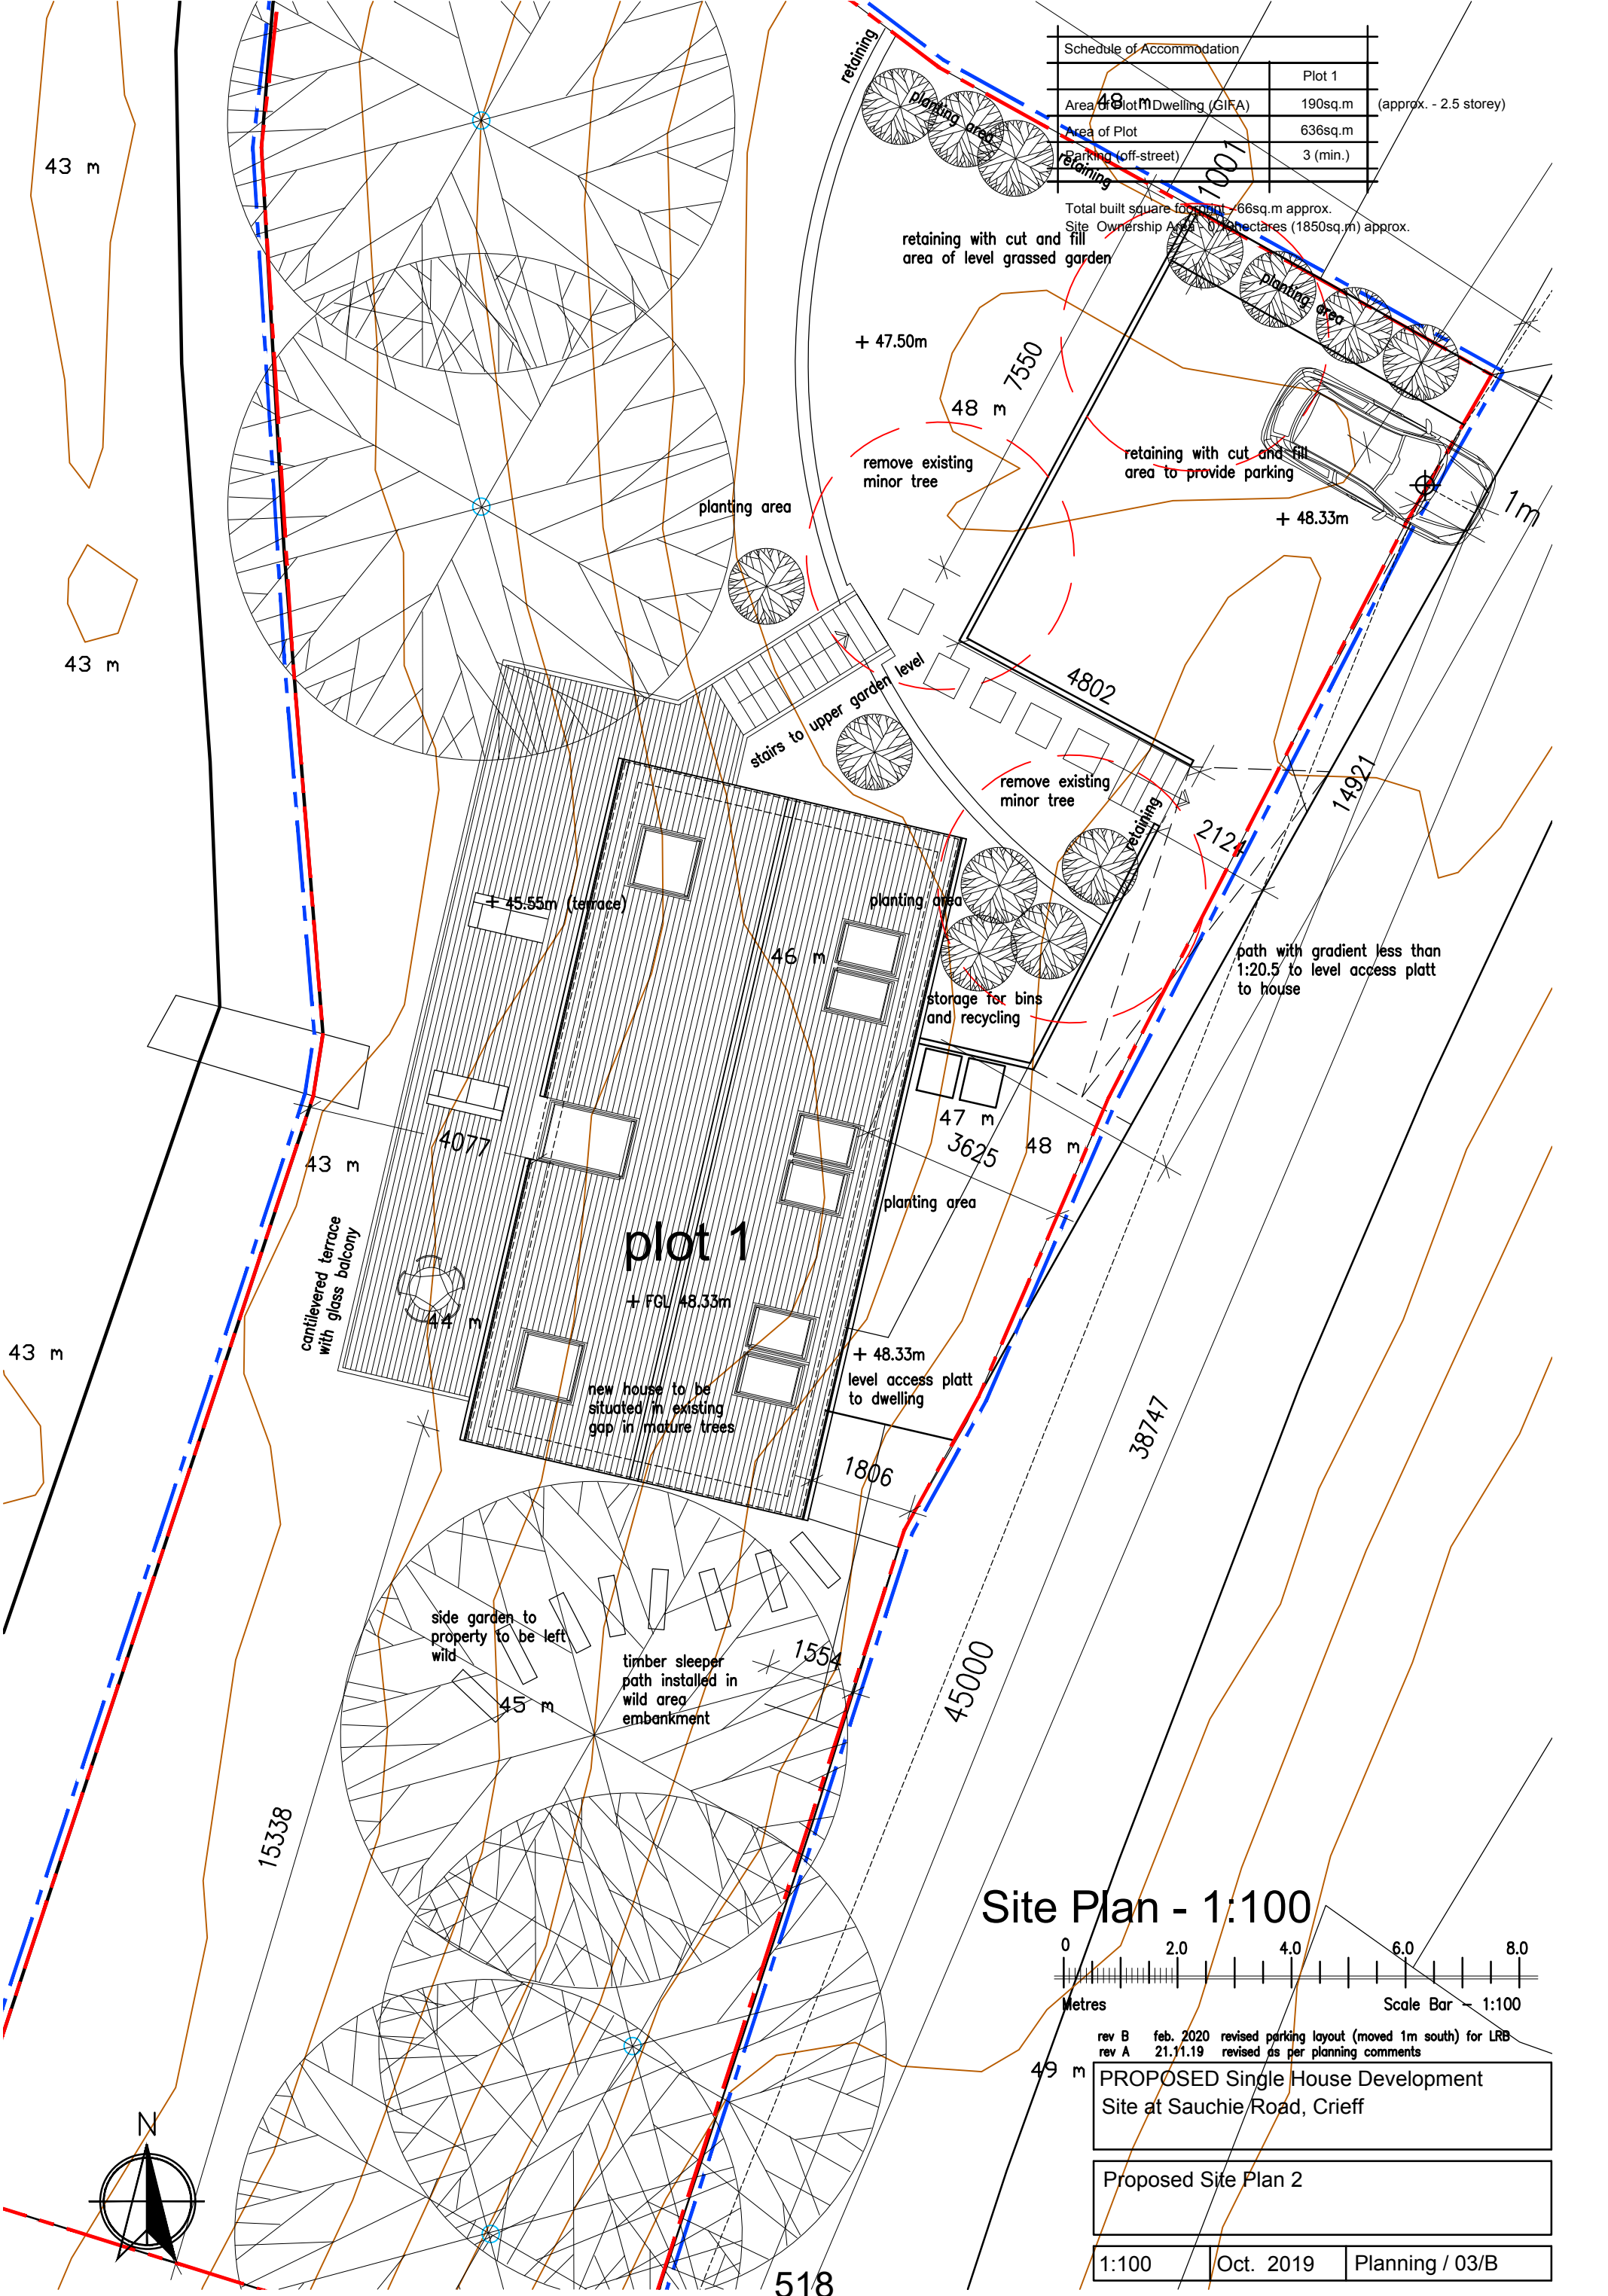 Schedule of Accommodation
Plot 1
Area of Plot 1 Dwelling (GIFA) 190sq.m (approx. - 2.5 storey)
Area of Plot 636sq.m
Parking (off-street) 3 (min.)
Total built square footprint - 66sq.m approx.
Site Ownership Area - hectares (1850sq.m) approx.
retaining
planting area
retaining
48 m
1001
43 m
retaining with cut and fill
area of level grassed garden
planting area
+ 47.50m
7550
48 m
remove existing
minor tree
retaining with cut and fill
area to provide parking
planting area
+ 48.33m
1m
43 m
stairs to upper garden level
4802
remove existing
minor tree
retaining
14921
2124
+ 45.55m (terrace)
planting area
46 m
path with gradient less than
1:20.5 to level access platt
to house
storage for bins
and recycling
47 m
4077
3625
48 m
43 m
planting area
cantilevered terrace
with glass balcony
plot 1
+ FGL 48.33m
44 m
43 m
+ 48.33m
level access platt
to dwelling
new house to be
situated in existing
gap in mature trees
38747
1806
side garden to
property to be left
wild
timber sleeper
path installed in
wild area
embankment
1554
45 m
45000
15338
Site Plan - 1:100
0 2.0 4.0 6.0 8.0
Metres Scale Bar - 1:100
rev B feb. 2020 revised parking layout (moved 1m south) for LRB
rev A 21.11.19 revised as per planning comments
49 m
PROPOSED Single House Development
Site at Sauchie Road, Crieff
N
Proposed Site Plan 2
1:100 Oct. 2019 Planning / 03/B
518